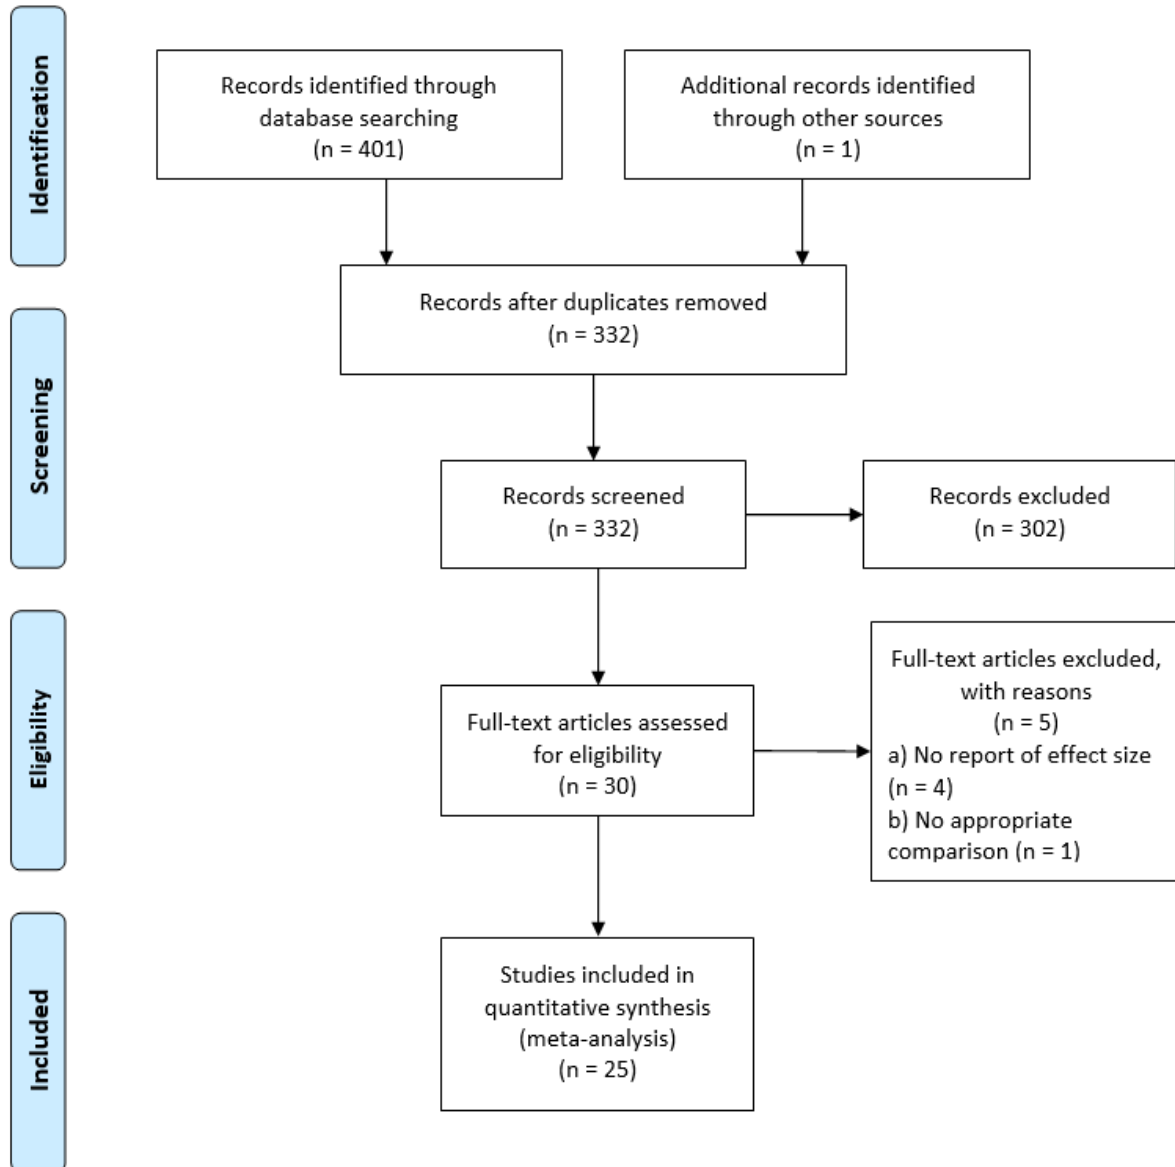 Identification
Records identified through
database searching
(n = 401)
Additional records identified
through other sources
(n = 1)
Records after duplicates removed
(n = 332)
Screening
Records screened
(n = 332)
Records excluded
(n = 302)
Eligibility
Full-text articles assessed
for eligibility
(n = 30)
Full-text articles excluded,
with reasons
(n = 5)
a) No report of effect size
(n = 4)
b) No appropriate
comparison (n = 1)
Included
Studies included in
quantitative synthesis
(meta-analysis)
(n = 25)